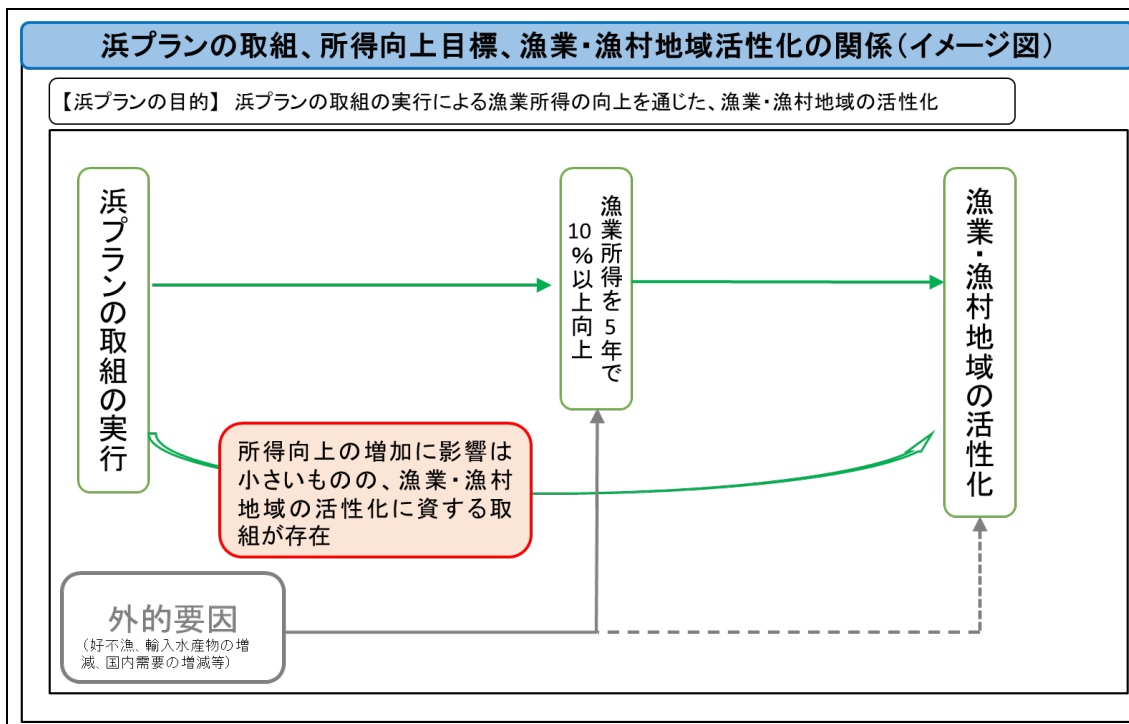 浜プランの取組、所得向上目標、漁業・漁村地域活性化の関係（イメージ図）
【浜プランの目的】 浜プランの取組の実行による漁業所得の向上を通じた、漁業・漁村地域の活性化
浜プランの取組の実行
漁業所得を5年で
10％以上向上
漁業・漁村地域の活性化
所得向上の増加に影響は
小さいものの、漁業・漁村
地域の活性化に資する取
組が存在
外的要因
（好不漁、輸入水産物の増
減、国内需要の増減等）